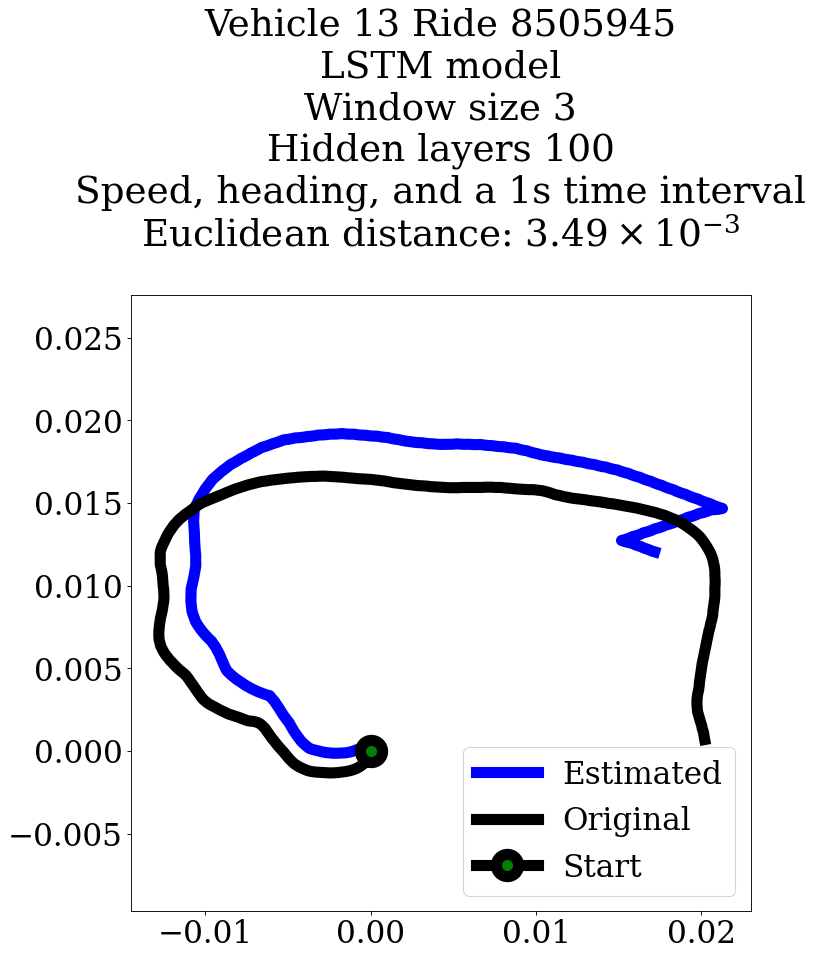 Vehicle 13 Ride 8505945
LSTM model
Window size 3
Hidden layers 100
Speed, heading, and a 1s time interval
Euclidean distance: 3.49 × 10⁻³
0.025
0.020
0.015
0.010
0.005
0.000
−0.005
Estimated
Original
Start
−0.01
0.00
0.01
0.02